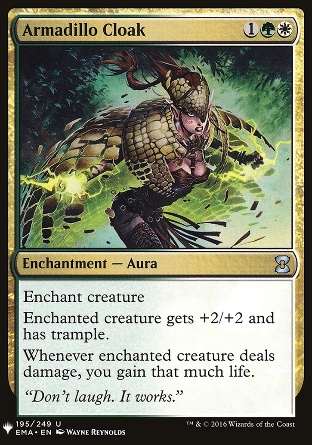 Armadillo Cloak 1
Enchantment — Aura
Enchant creature
Enchanted creature gets +2/+2 and
has trample.
Whenever enchanted creature deals
damage, you gain that much life.
“Don’t laugh. It works.”
195/249 U
EMA • EN Wayne Reynolds
™ & © 2016 Wizards of the Coast